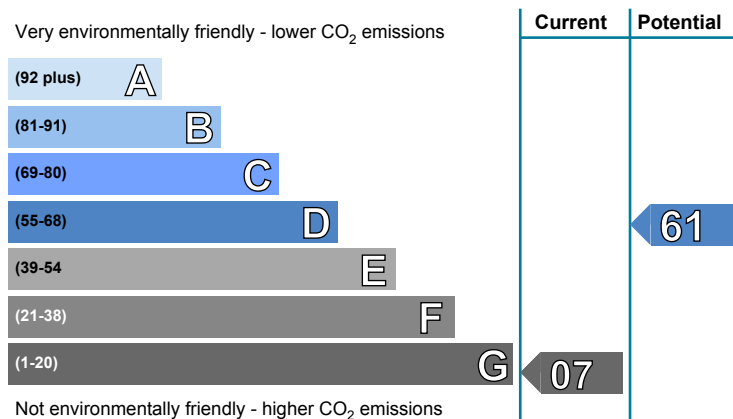 Very environmentally friendly - lower CO2 emissions
Current
Potential
(92 plus) A
(81-91) B
(69-80) C
(55-68) D
61
(39-54 E
(21-38) F
(1-20) G
07
Not environmentally friendly - higher CO2 emissions